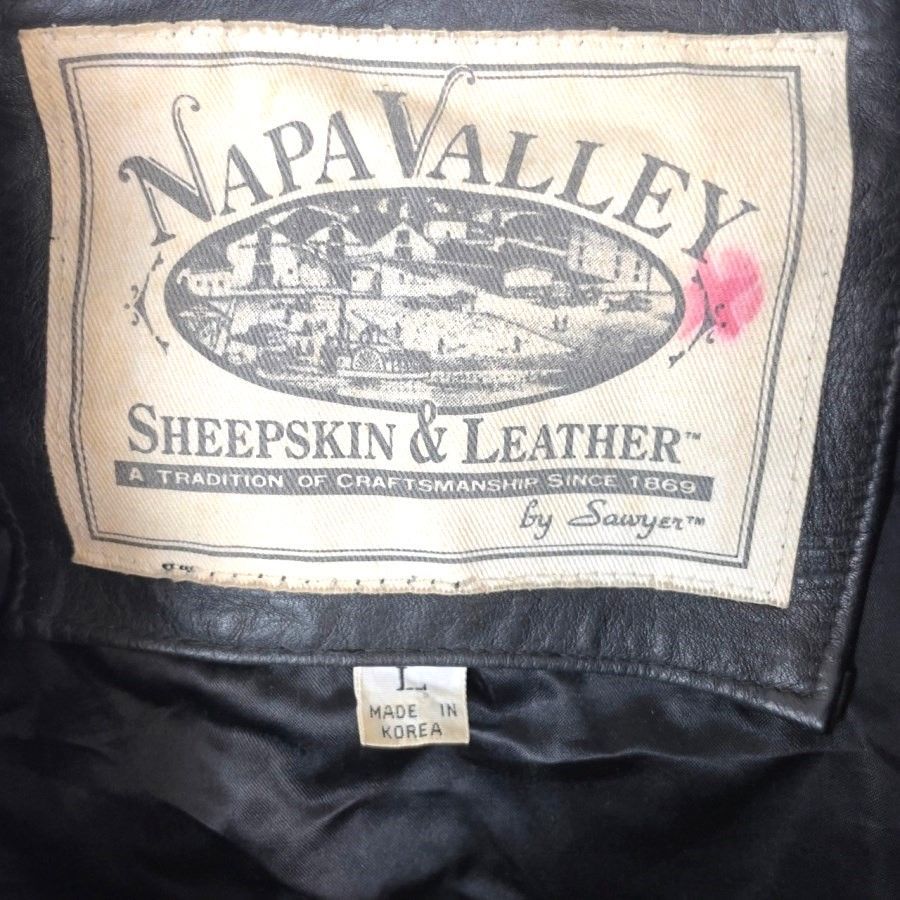 NAPA VALLEY
SHEEPSKIN & LEATHER™
A TRADITION OF CRAFTSMANSHIP SINCE 1869
by Sawyer™
L
MADE IN
KOREA